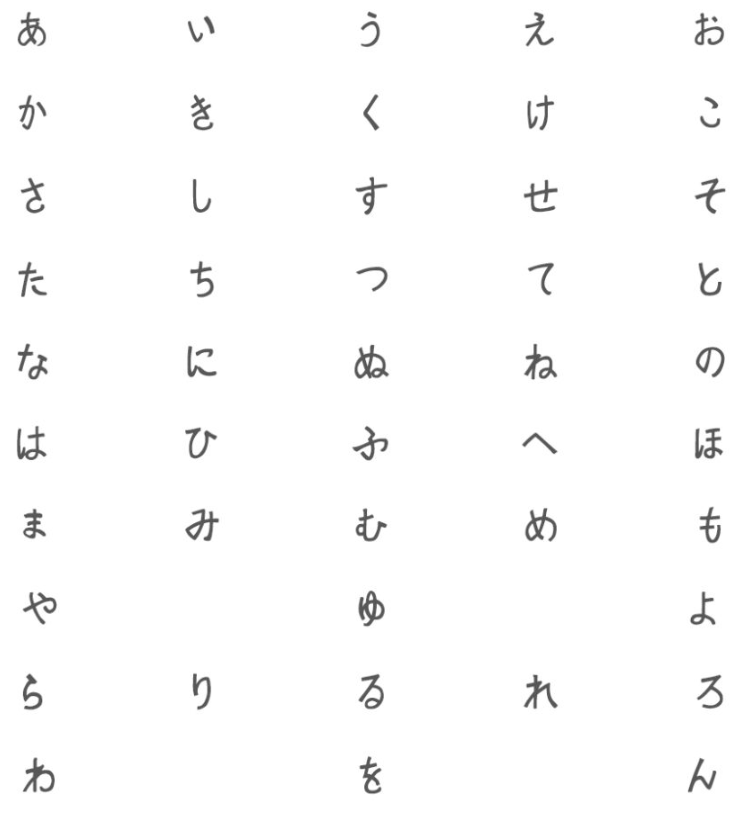 あ い う え お
か き く け こ
さ し す せ そ
た ち つ て と
な に ぬ ね の
は ひ ふ へ ほ
ま み む め も
や ゆ よ
ら り る れ ろ
わ を ん